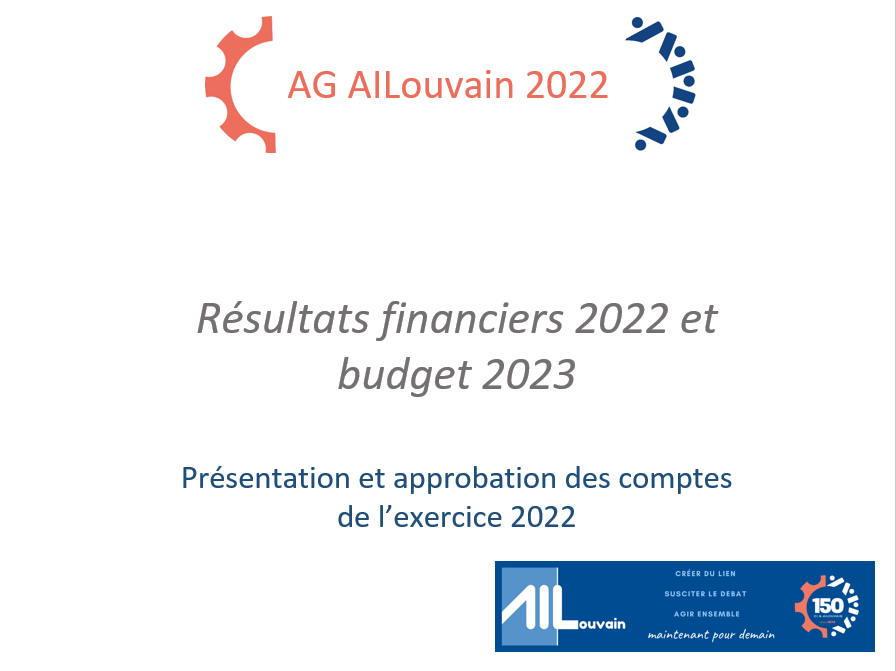 AG AILouvain 2022
Résultats financiers 2022 et
budget 2023
Présentation et approbation des comptes
de l’exercice 2022
AILouvain
CRÉER DU LIEN
SUSCITER LE DEBAT
AGIR ENSEMBLE
maintenant pour demain
150